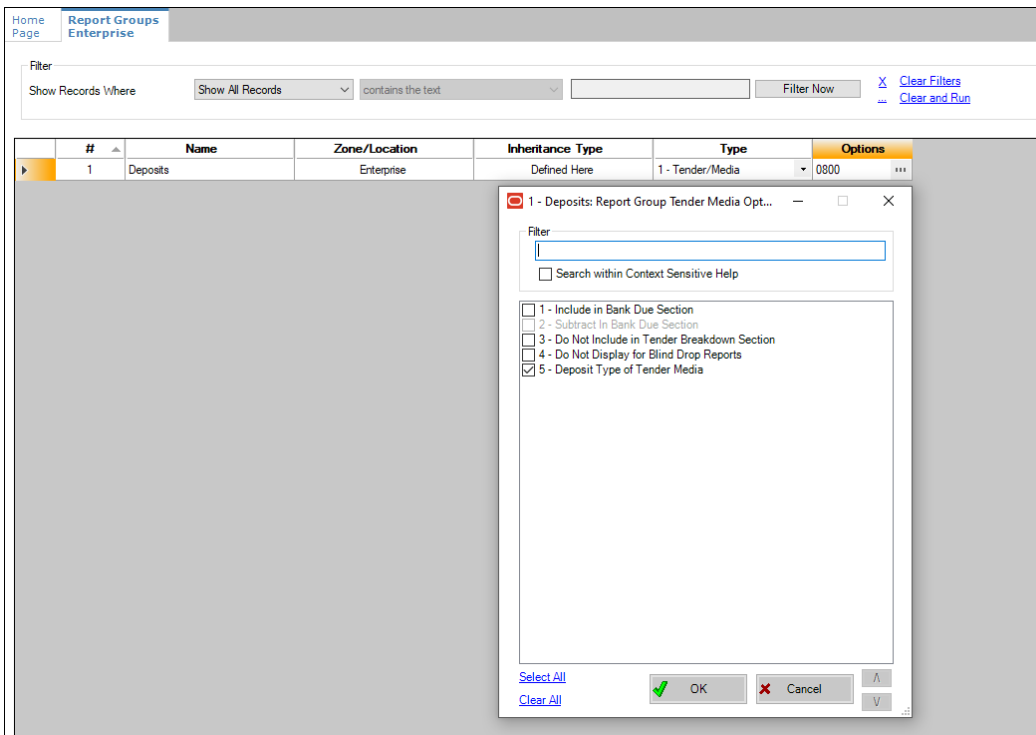 Home
Page
Report Groups
Enterprise
Filter
Show Records Where
Show All Records
contains the text
Filter Now
X
Clear Filters
...
Clear and Run
# Name Zone/Location Inheritance Type Type Options
1 Deposits Enterprise Defined Here 1 - Tender/Media 0800 ...
1 - Deposits: Report Group Tender Media Opt...
Filter
Search within Context Sensitive Help
1 - Include in Bank Due Section
2 - Subtract In Bank Due Section
3 - Do Not Include in Tender Breakdown Section
4 - Do Not Display for Blind Drop Reports
5 - Deposit Type of Tender Media
Select All
OK
Cancel
/\
Clear All
V